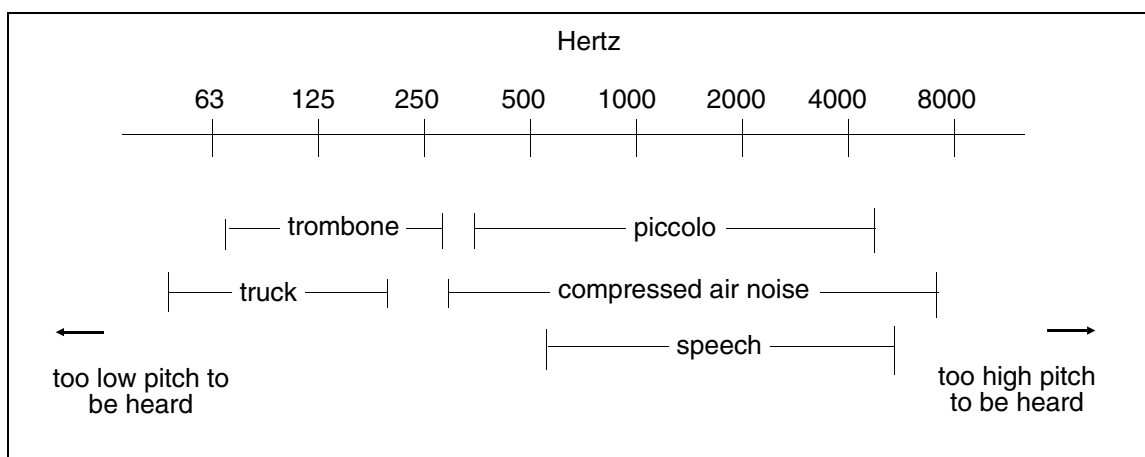 Hertz
63 125 250 500 1000 2000 4000 8000
trombone piccolo
truck compressed air noise
speech
too low pitch to
be heard
too high pitch
to be heard